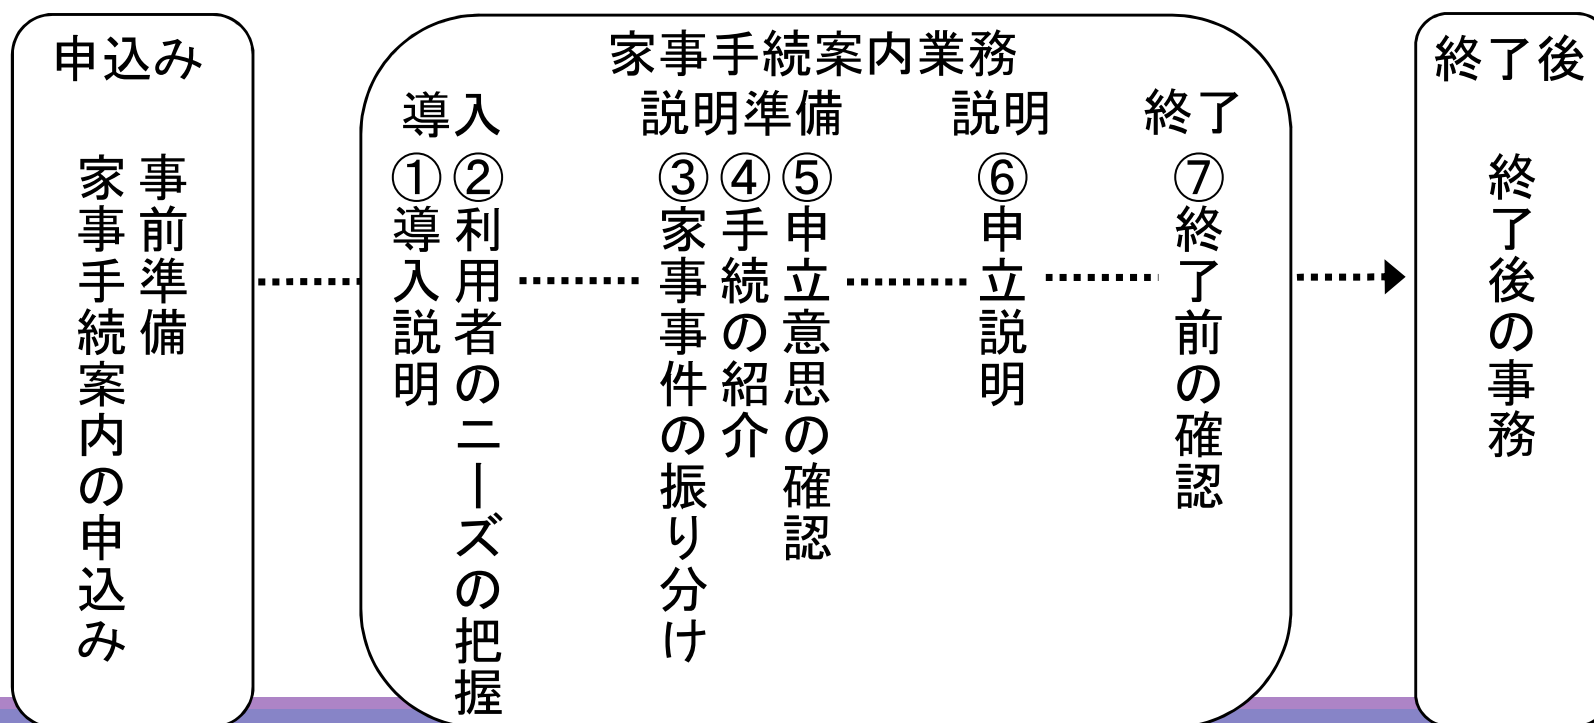 申込み
家事手続案内の申込み
事前準備
家事手続案内業務
導入
①導入説明
②利用者のニーズの把握
説明準備
③家事事件の振り分け
④手続の紹介
⑤申立意思の確認
説明
⑥申立説明
終了
⑦終了前の確認
終了後
終了後の事務